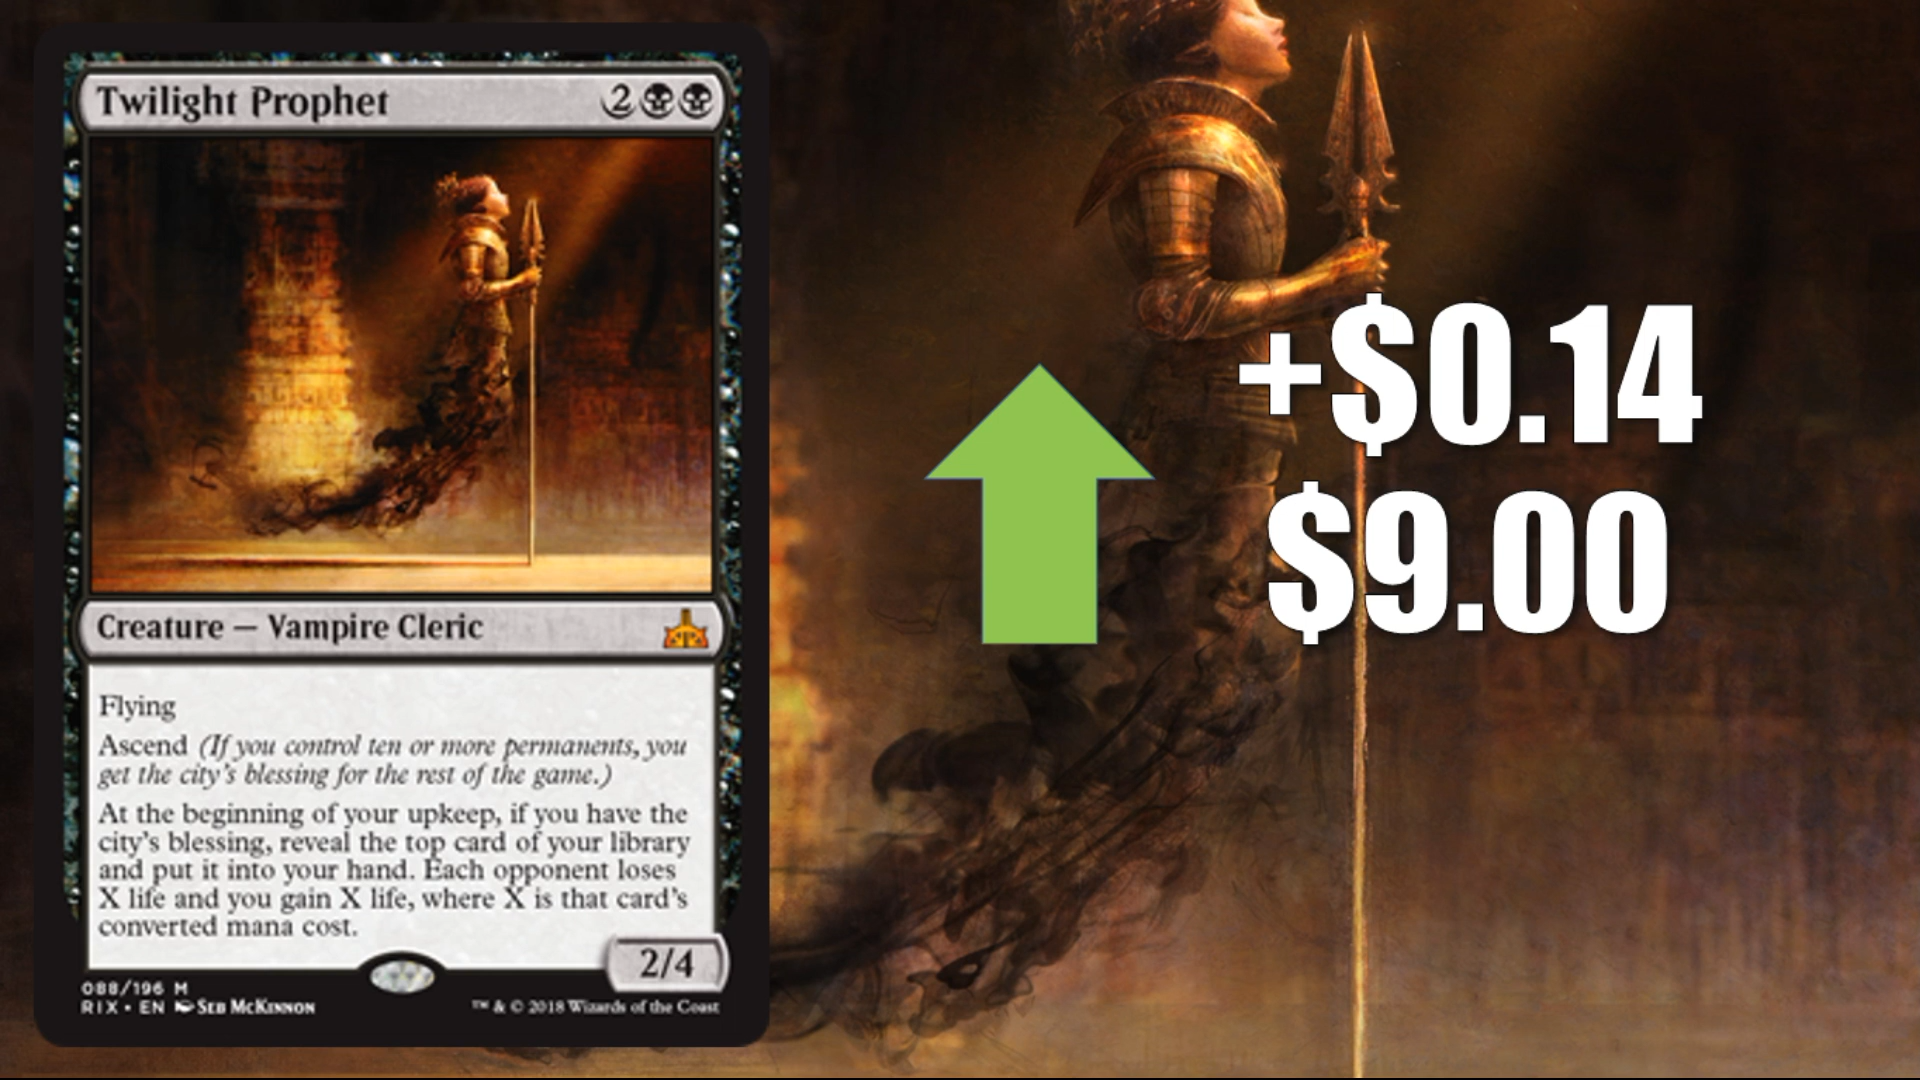 Twilight Prophet 2
Creature — Vampire Cleric
Flying
Ascend (If you control ten or more permanents, you
get the city's blessing for the rest of the game.)
At the beginning of your upkeep, if you have the
city's blessing, reveal the top card of your library
and put it into your hand. Each opponent loses
X life and you gain X life, where X is that card's
converted mana cost.
2/4
088/196 M
RIX • EN Seb McKinnon
™ & © 2018 Wizards of the Coast
+$0.14
$9.00